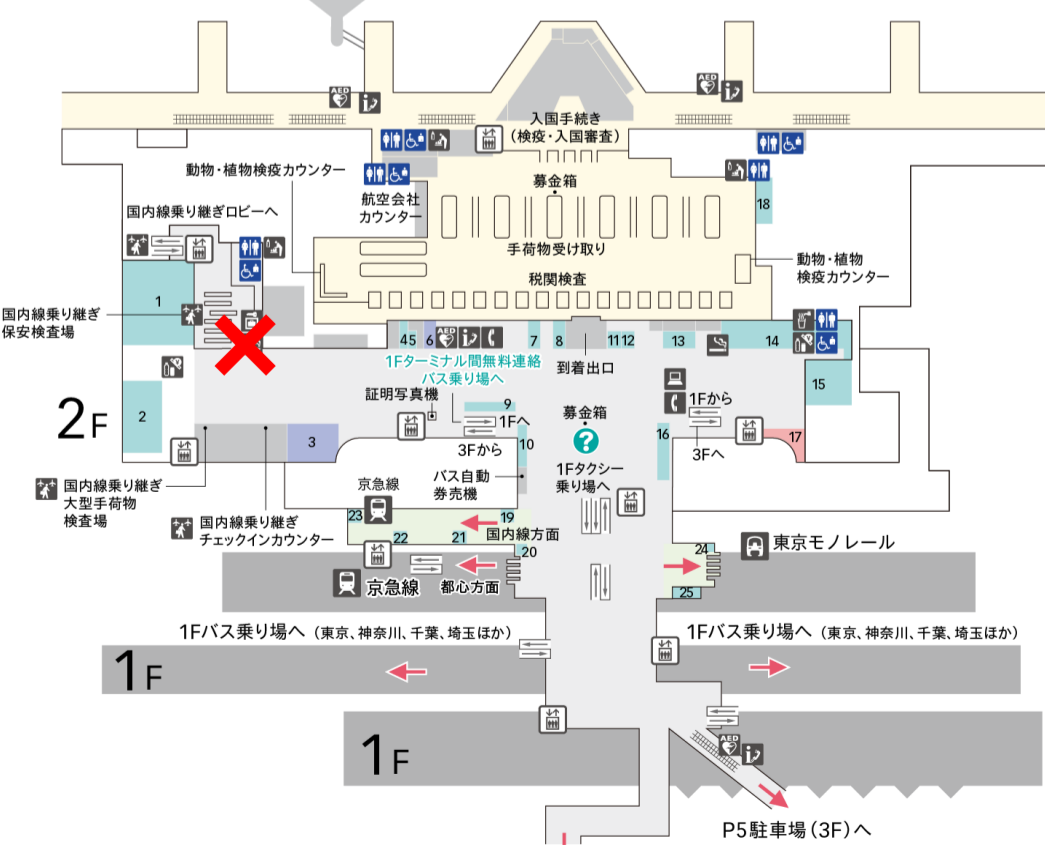 AED
AED
入国手続き
(検疫・入国審査)
動物・植物検疫カウンター
募金箱
航空会社
カウンター
18
国内線乗り継ぎロビーへ
手荷物受け取り
動物・植物
検疫カウンター
税関検査
1
国内線乗り継ぎ
保安検査場
4
5
6
AED
7
8
11
12
13
14
1Fターミナル間無料連絡
バス乗り場へ
到着出口
15
証明写真機
9
1Fへ
1Fから
2F
2
3
募金箱
?
10
16
17
3Fから
3Fへ
1Fタクシー
乗り場へ
バス自動
券売機
国内線乗り継ぎ
大型手荷物
検査場
京急線
国内線乗り継ぎ
チェックインカウンター
23
19
国内線方面
22
21
20
24
東京モノレール
京急線
都心方面
25
1Fバス乗り場へ(東京、神奈川、千葉、埼玉ほか)
1Fバス乗り場へ(東京、神奈川、千葉、埼玉ほか)
1F
1F
AED
P5駐車場(3F)へ